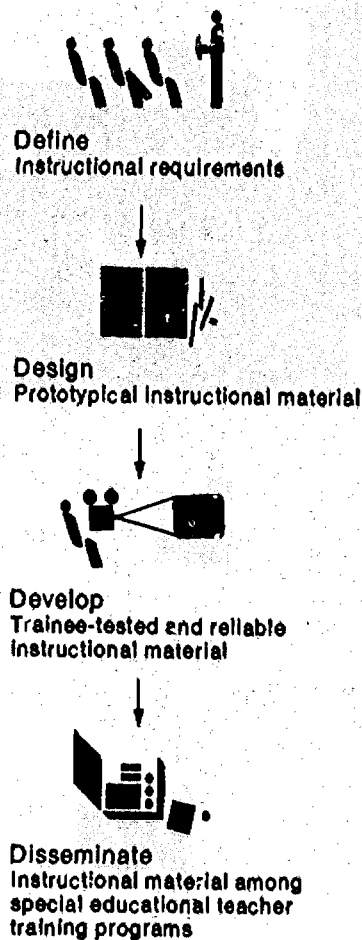 Define
Instructional requirements
Design
Prototypical instructional material
Develop
Trainee-tested and reliable
instructional material
Disseminate
Instructional material among
special educational teacher
training programs